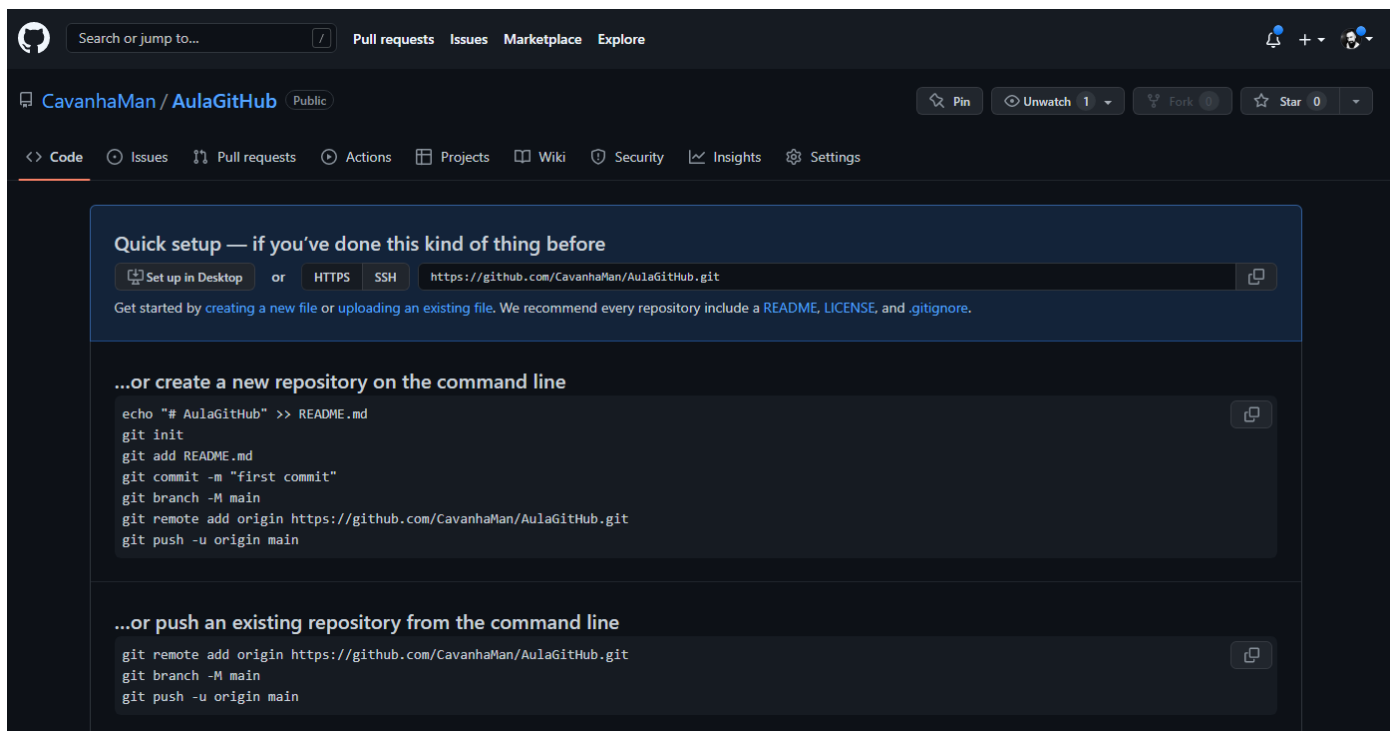 Search or jump to... / Pull requests Issues Marketplace Explore
CavanhaMan / AulaGitHub Public Pin Unwatch 1 Fork 0 Star 0
<> Code Issues Pull requests Actions Projects Wiki Security Insights Settings
Quick setup — if you’ve done this kind of thing before
Set up in Desktop or HTTPS SSH https://github.com/CavanhaMan/AulaGitHub.git
Get started by creating a new file or uploading an existing file. We recommend every repository include a README, LICENSE, and .gitignore.
…or create a new repository on the command line
echo "# AulaGitHub" >> README.md
git init
git add README.md
git commit -m "first commit"
git branch -M main
git remote add origin https://github.com/CavanhaMan/AulaGitHub.git
git push -u origin main
…or push an existing repository from the command line
git remote add origin https://github.com/CavanhaMan/AulaGitHub.git
git branch -M main
git push -u origin main